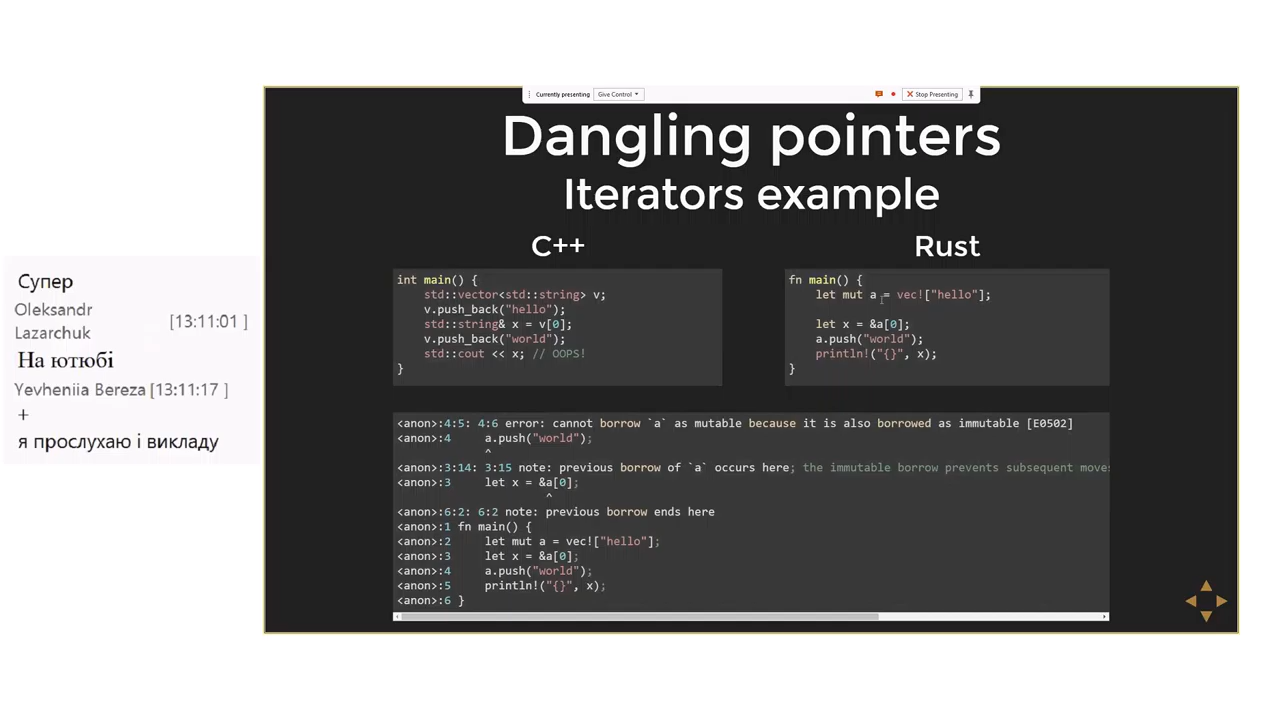 Супер
Oleksandr
Lazarchuk [13:11:01 ]
На ютюбі
Yevheniia Bereza [13:11:17 ]
+
я прослухаю і викладу
Currently presenting Give Control Stop Presenting
Dangling pointers
Iterators example
C++
int main() {
std::vector<std::string> v;
v.push_back("hello");
std::string& x = v[0];
v.push_back("world");
std::cout << x; // OOPS!
}
Rust
fn main() {
let mut a = vec!["hello"];
let x = &a[0];
a.push("world");
println!("{}", x);
}
<anon>:4:5: 4:6 error: cannot borrow `a` as mutable because it is also borrowed as immutable [E0502]
<anon>:4 a.push("world");
^
<anon>:3:14: 3:15 note: previous borrow of `a` occurs here; the immutable borrow prevents subsequent moves
<anon>:3 let x = &a[0];
^
<anon>:6:2: 6:2 note: previous borrow ends here
<anon>:1 fn main() {
<anon>:2 let mut a = vec!["hello"];
<anon>:3 let x = &a[0];
<anon>:4 a.push("world");
<anon>:5 println!("{}", x);
<anon>:6 }